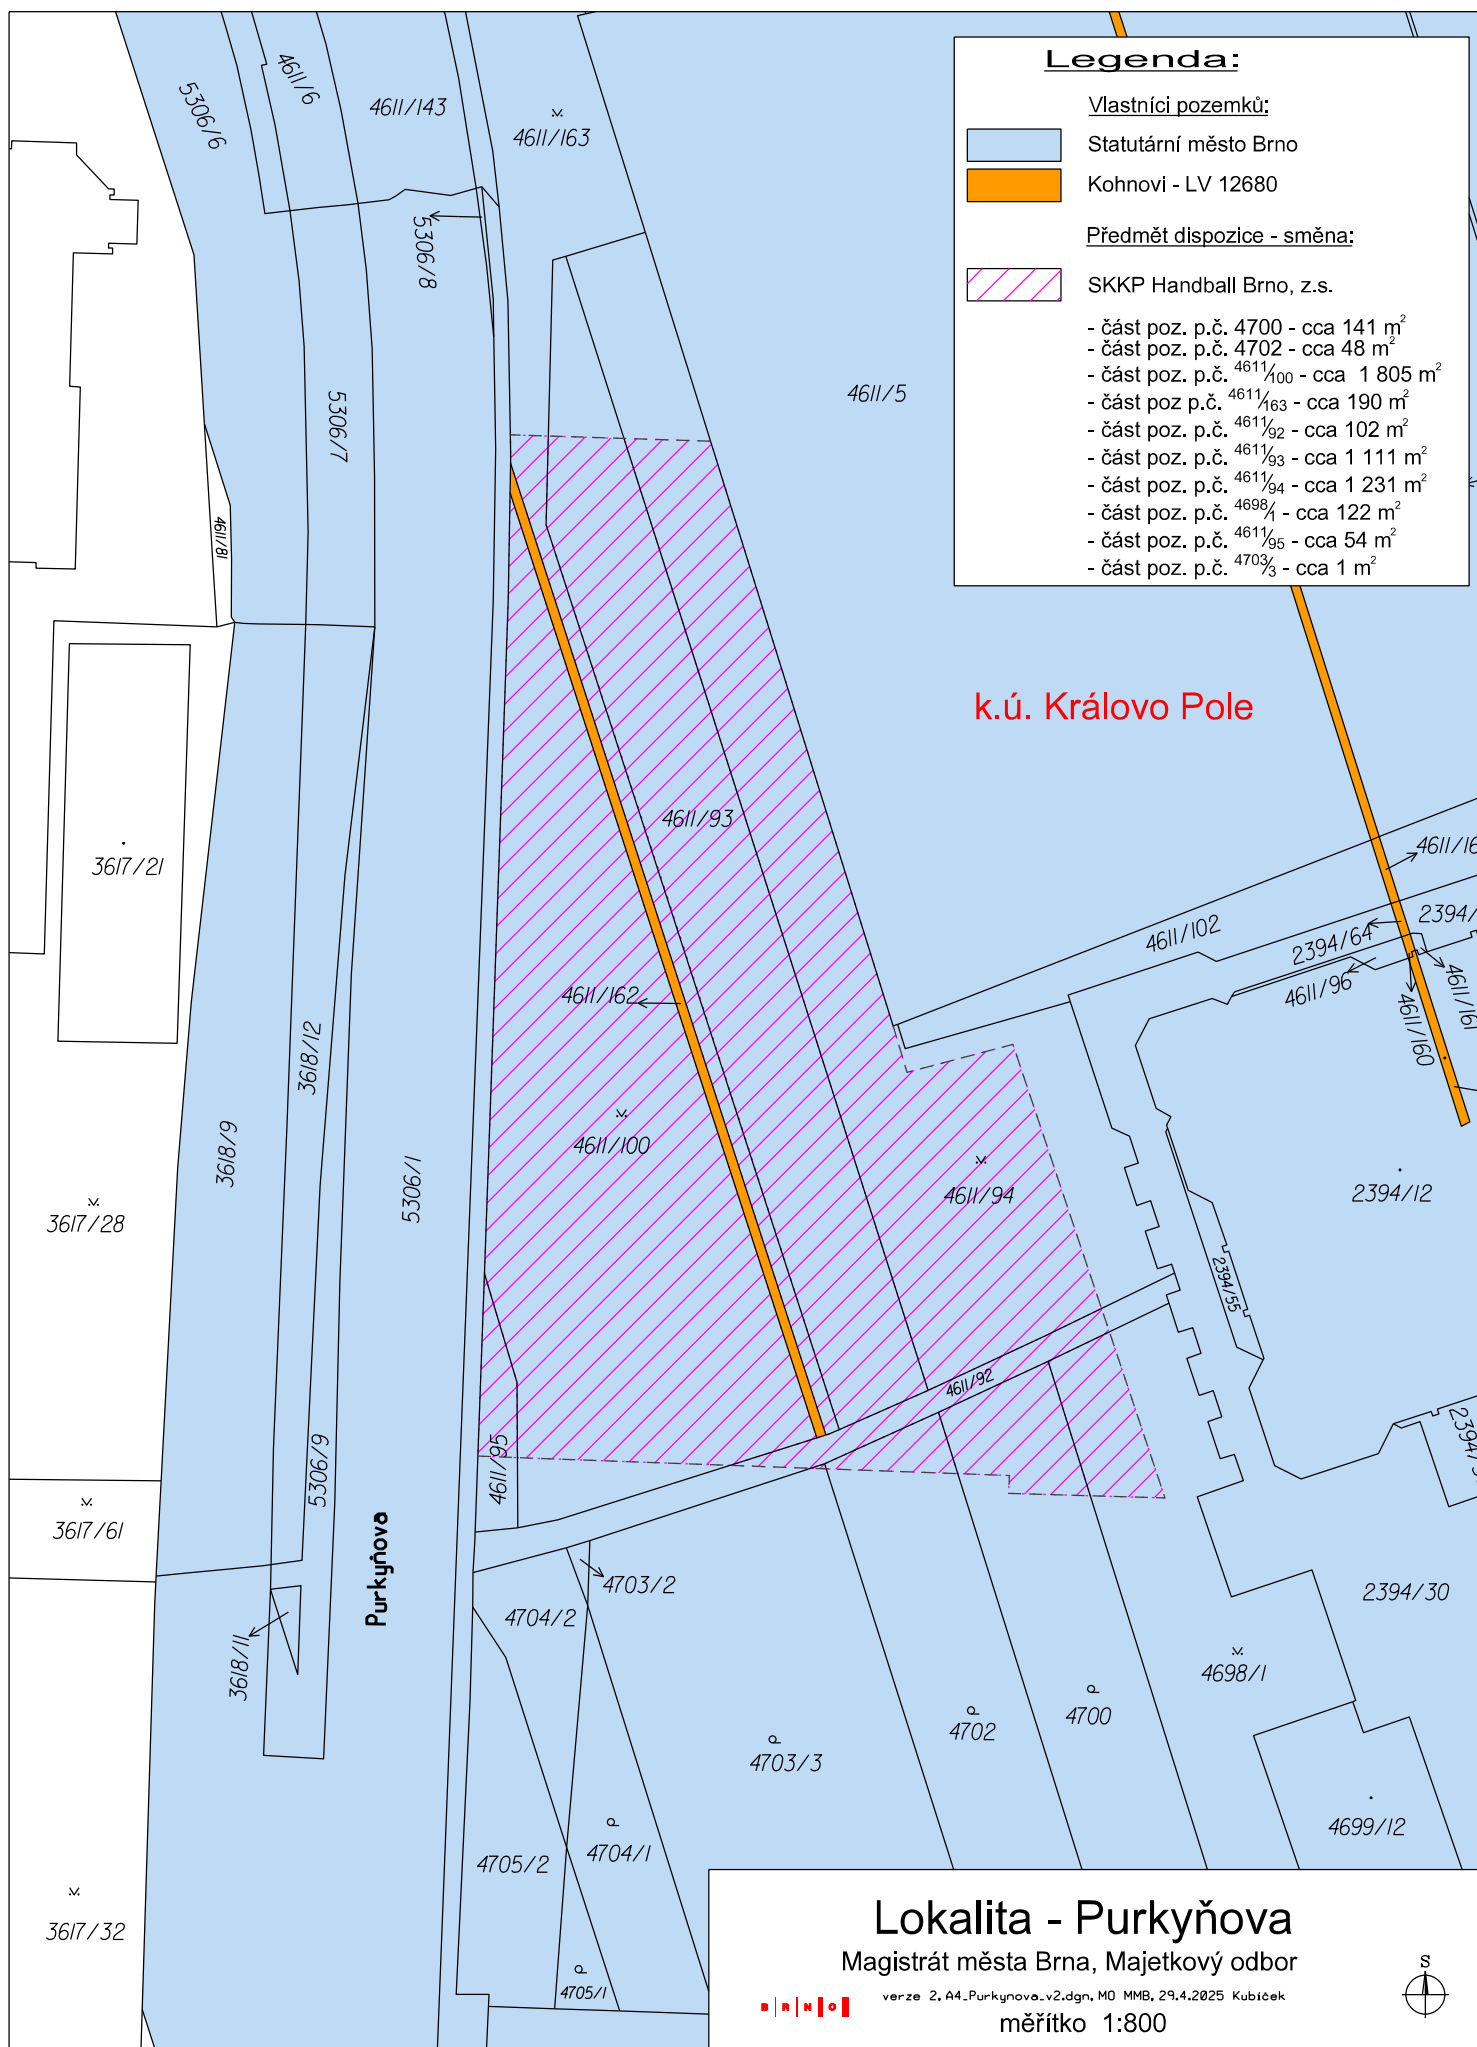 Legenda:
Vlastníci pozemků:
Statutární město Brno
Kohnovi - LV 12680
Předmět dispozice - směna:
SKKP Handball Brno, z.s.
- část poz. p.č. 4700 - cca 141 m²
- část poz. p.č. 4702 - cca 48 m²
- část poz. p.č. 4611/100 - cca 1 805 m²
- část poz p.č. 4611/163 - cca 190 m²
- část poz. p.č. 4611/92 - cca 102 m²
- část poz. p.č. 4611/93 - cca 1 111 m²
- část poz. p.č. 4611/94 - cca 1 231 m²
- část poz. p.č. 4698/1 - cca 122 m²
- část poz. p.č. 4611/95 - cca 54 m²
- část poz. p.č. 4703/3 - cca 1 m²
5306/6
4611/6
4611/143
4611/163
5306/8
4611/5
5306/7
4611/81
k.ú. Královo Pole
4611/93
3617/21
4611/16
4611/102
2394/64
2394/
4611/96
4611/162
4611/160
4611/161
3618/12
3618/9
5306/1
4611/100
4611/94
2394/12
3617/28
2394/55
4611/92
2394/
5306/9
4611/95
3617/61
Purkyňova
4703/2
4704/2
2394/30
3618/11
4698/1
4702
4700
4703/3
4699/12
4704/1
4705/2
3617/32
4705/1
Lokalita - Purkyňova
Magistrát města Brna, Majetkový odbor
verze 2, A4_Purkynova_v2.dgn, MO MMB, 29.4.2025 Kubíček
BRNO
měřítko 1:800
S